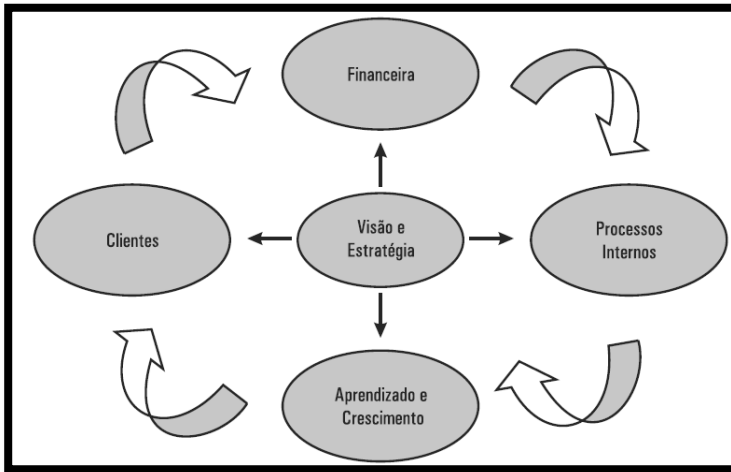 Financeira
Clientes
Visão e
Estratégia
Processos
Internos
Aprendizado e
Crescimento